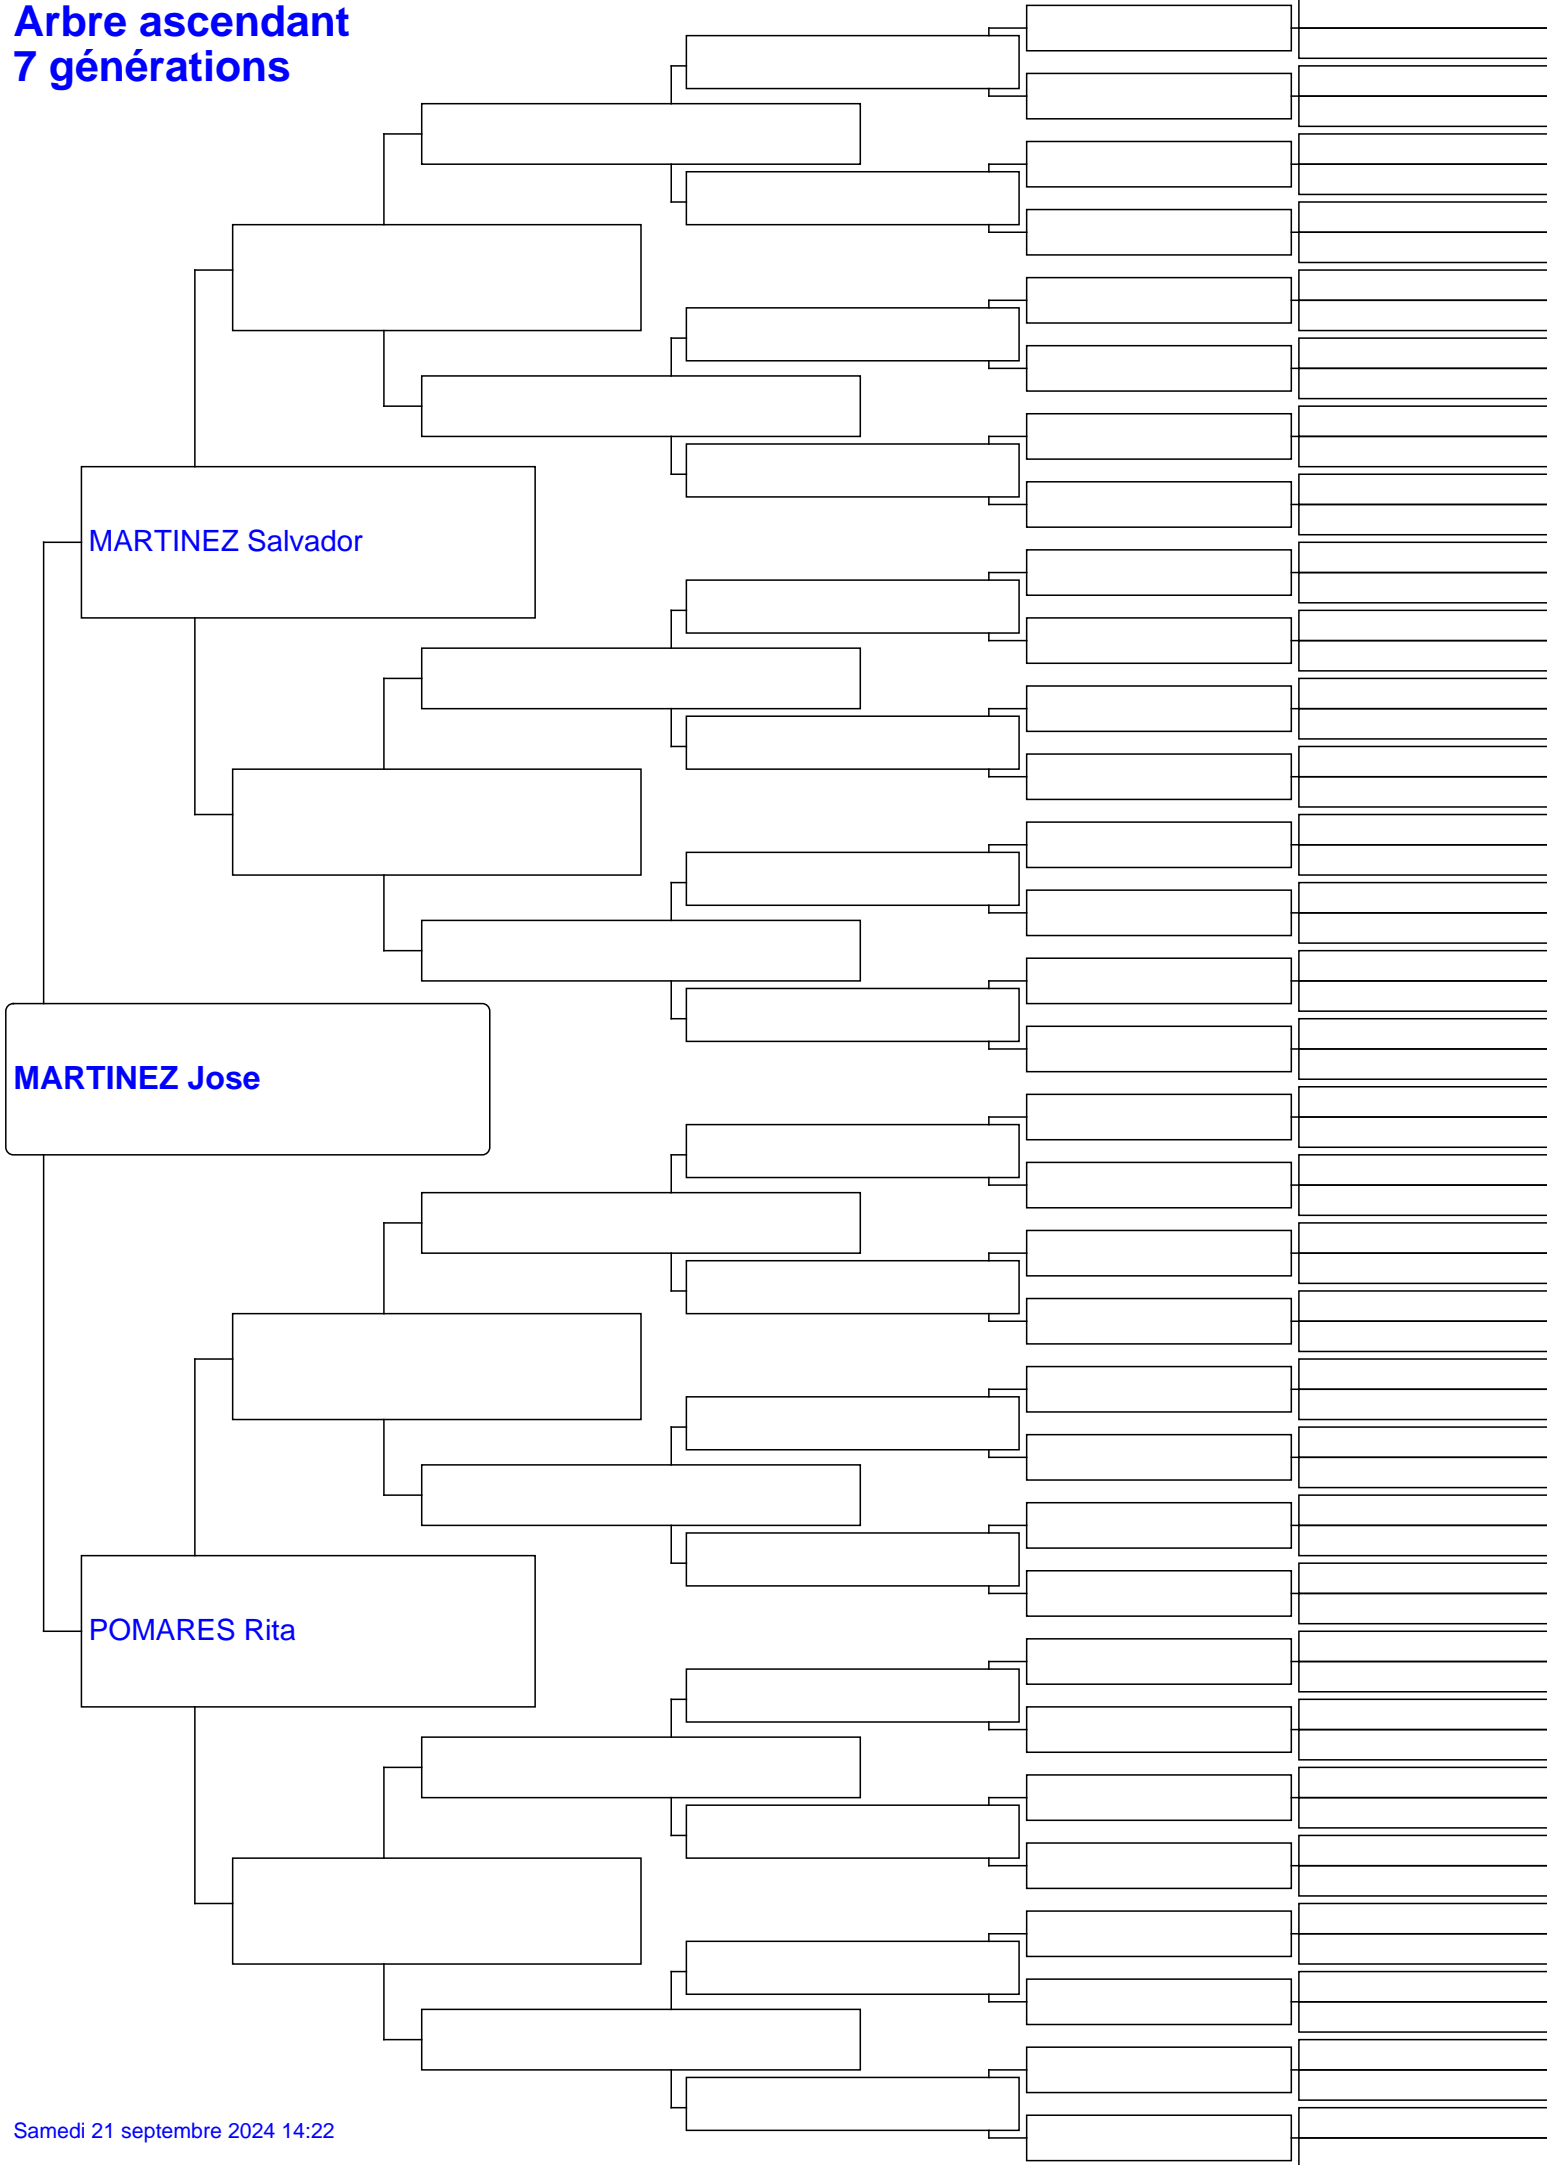 Arbre ascendant
7 générations
MARTINEZ Salvador
MARTINEZ Jose
POMARES Rita
Samedi 21 septembre 2024 14:22